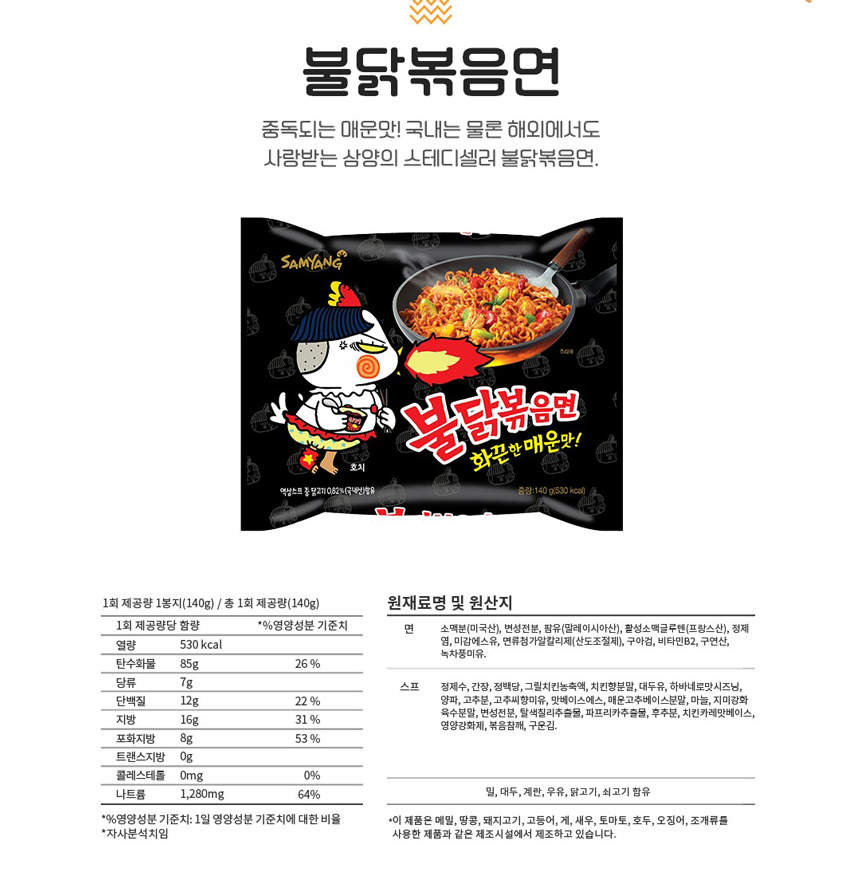 불닭볶음면
중독되는 매운맛! 국내는 물론 해외에서도
사랑받는 삼양의 스테디셀러 불닭볶음면.
SAMYANG
조리예
불닭볶음면
화끈한 매운맛!
호치
액상스프 중 닭고기 0.82%(국내산)함유
중량:140 g(530 kcal)
1회 제공량 1봉지(140g) / 총 1회 제공량(140g)
1회 제공량당 함량 *%영양성분 기준치
열량 530 kcal
탄수화물 85g 26 %
당류 7g
단백질 12g 22 %
지방 16g 31 %
포화지방 8g 53 %
트랜스지방 0g
콜레스테롤 0mg 0%
나트륨 1,280mg 64%
*%영양성분 기준치: 1일 영양성분 기준치에 대한 비율
*자사분석치임
원재료명 및 원산지
면 소맥분(미국산), 변성전분, 팜유(말레이시아산), 활성소맥글루텐(프랑스산), 정제
염, 미감에스유, 면류첨가알칼리제(산도조절제), 구아검, 비타민B2, 구연산,
녹차풍미유.
스프 정제수, 간장, 정백당, 그릴치킨농축액, 치킨향분말, 대두유, 하바네로맛시즈닝,
양파, 고추분, 고추씨향미유, 맛베이스에스, 매운고추베이스분말, 마늘, 지미강화
육수분말, 변성전분, 탈색칠리추출물, 파프리카추출물, 후추분, 치킨카레맛베이스,
영양강화제, 볶음참깨, 구운김.
밀, 대두, 계란, 우유, 닭고기, 쇠고기 함유
*이 제품은 메밀, 땅콩, 돼지고기, 고등어, 게, 새우, 토마토, 호두, 오징어, 조개류를
사용한 제품과 같은 제조시설에서 제조하고 있습니다.